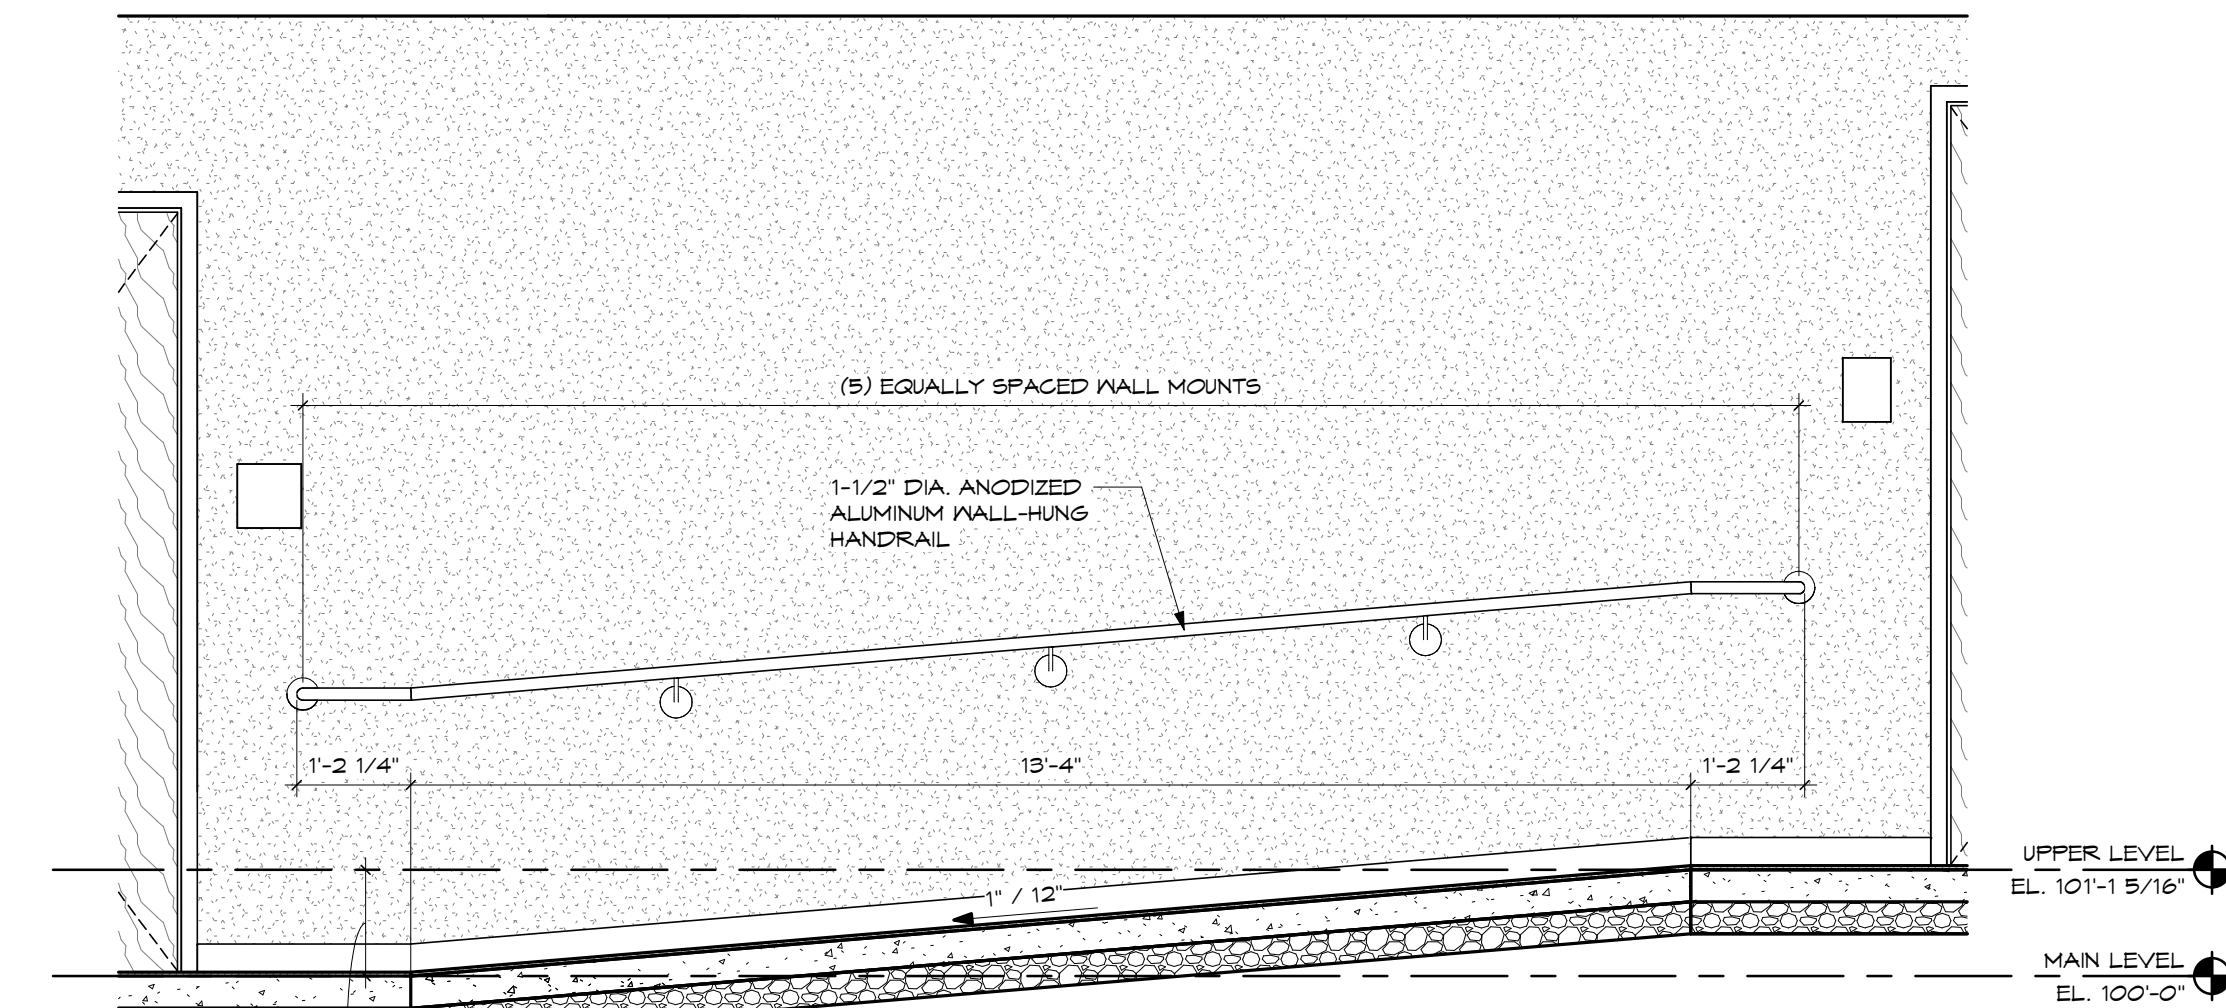 (5) EQUALLY SPACED WALL MOUNTS
1-1/2" DIA. ANODIZED
ALUMINUM WALL-HUNG
HANDRAIL
1'-2 1/4"
13'-4"
1'-2 1/4"
1" / 12"
UPPER LEVEL
EL. 101'-1 5/16"
MAIN LEVEL
EL. 100'-0"